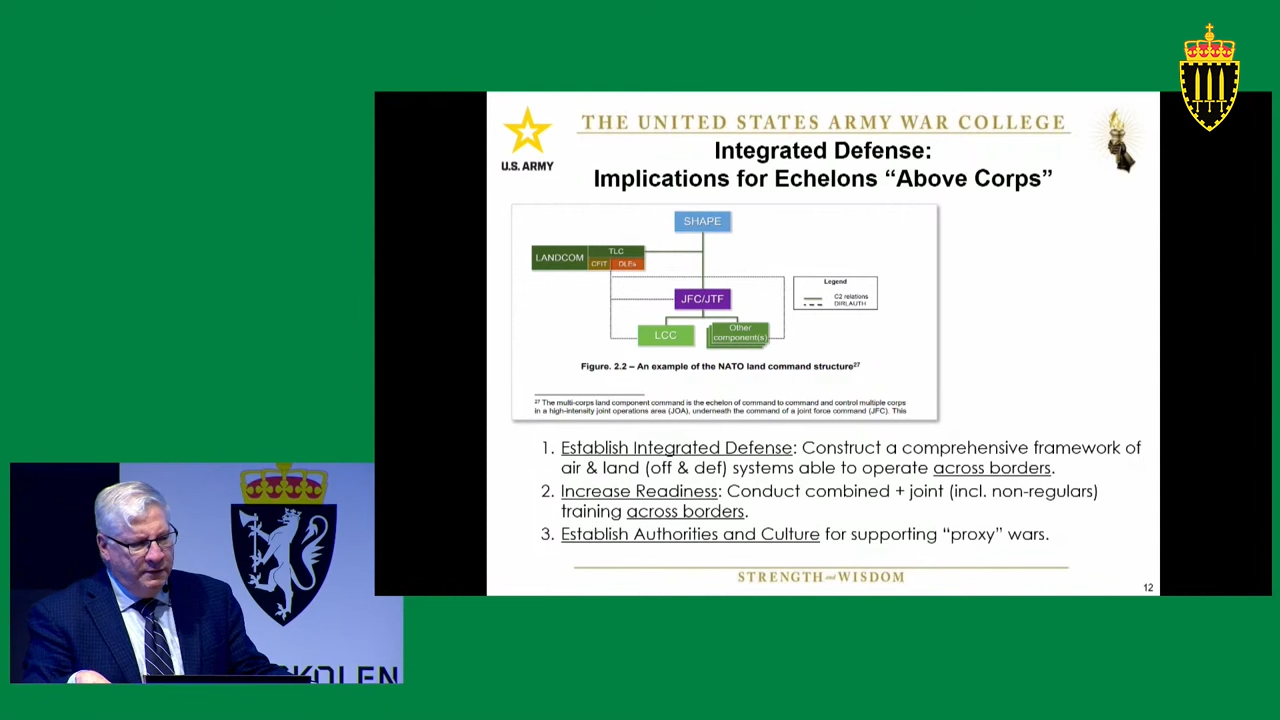 THE UNITED STATES ARMY WAR COLLEGE
U.S. ARMY
Integrated Defense:
Implications for Echelons “Above Corps”
SHAPE
LANDCOM
TLC
CFIT
DLEs
JFC/JTF
LCC
Other
component(s)
Legend
C2 relations
DIRLAUTH
Figure. 2.2 – An example of the NATO land command structure²⁷
²⁷ The multi-corps land component command is the echelon of command to command and control multiple corps
in a high-intensity joint operations area (JOA), underneath the command of a joint force command (JFC). This
1. Establish Integrated Defense: Construct a comprehensive framework of
air & land (off & def) systems able to operate across borders.
2. Increase Readiness: Conduct combined + joint (incl. non-regulars)
training across borders.
3. Establish Authorities and Culture for supporting “proxy” wars.
STRENGTH and WISDOM
12
KOLEN